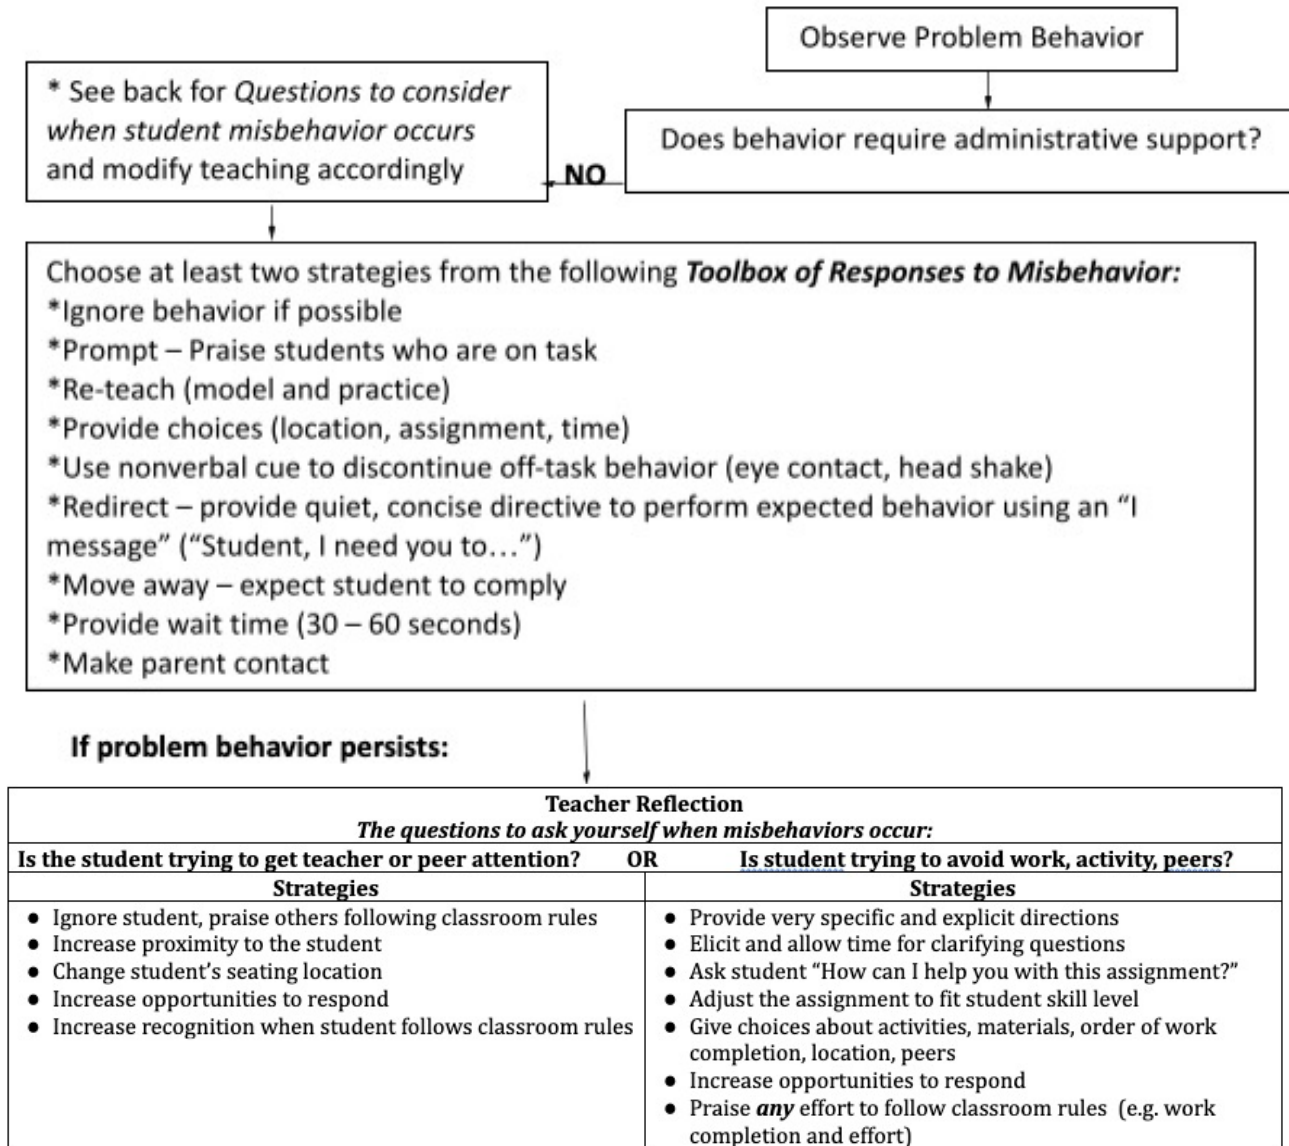 Observe Problem Behavior
Does behavior require administrative support?
NO
* See back for Questions to consider
when student misbehavior occurs
and modify teaching accordingly
Choose at least two strategies from the following Toolbox of Responses to Misbehavior:
*Ignore behavior if possible
*Prompt – Praise students who are on task
*Re-teach (model and practice)
*Provide choices (location, assignment, time)
*Use nonverbal cue to discontinue off-task behavior (eye contact, head shake)
*Redirect – provide quiet, concise directive to perform expected behavior using an “I
message” (“Student, I need you to…”)
*Move away – expect student to comply
*Provide wait time (30 – 60 seconds)
*Make parent contact
If problem behavior persists:
Teacher Reflection
The questions to ask yourself when misbehaviors occur:
Is the student trying to get teacher or peer attention? OR Is student trying to avoid work, activity, peers?
Strategies
● Ignore student, praise others following classroom rules
● Increase proximity to the student
● Change student’s seating location
● Increase opportunities to respond
● Increase recognition when student follows classroom rules
Strategies
● Provide very specific and explicit directions
● Elicit and allow time for clarifying questions
● Ask student “How can I help you with this assignment?”
● Adjust the assignment to fit student skill level
● Give choices about activities, materials, order of work
completion, location, peers
● Increase opportunities to respond
● Praise any effort to follow classroom rules (e.g. work
completion and effort)